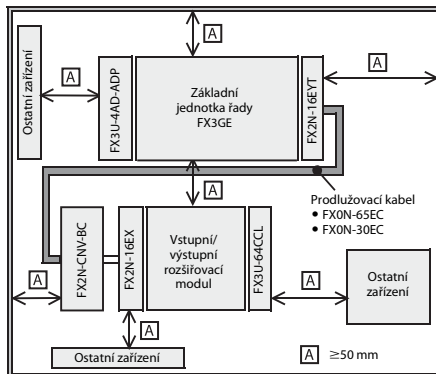 A
Ostatní zařízení
A
FX3U-4AD-ADP
Základní
jednotka řady
FX3GE
FX2N-16EYT
A
A
Prodlužovací kabel
• FX0N-65EC
• FX0N-30EC
A
FX2N-CNV-BC
FX2N-16EX
Vstupní/
výstupní
rozšiřovací
modul
FX3U-64CCL
A
Ostatní
zařízení
A
Ostatní zařízení
A ≥50 mm